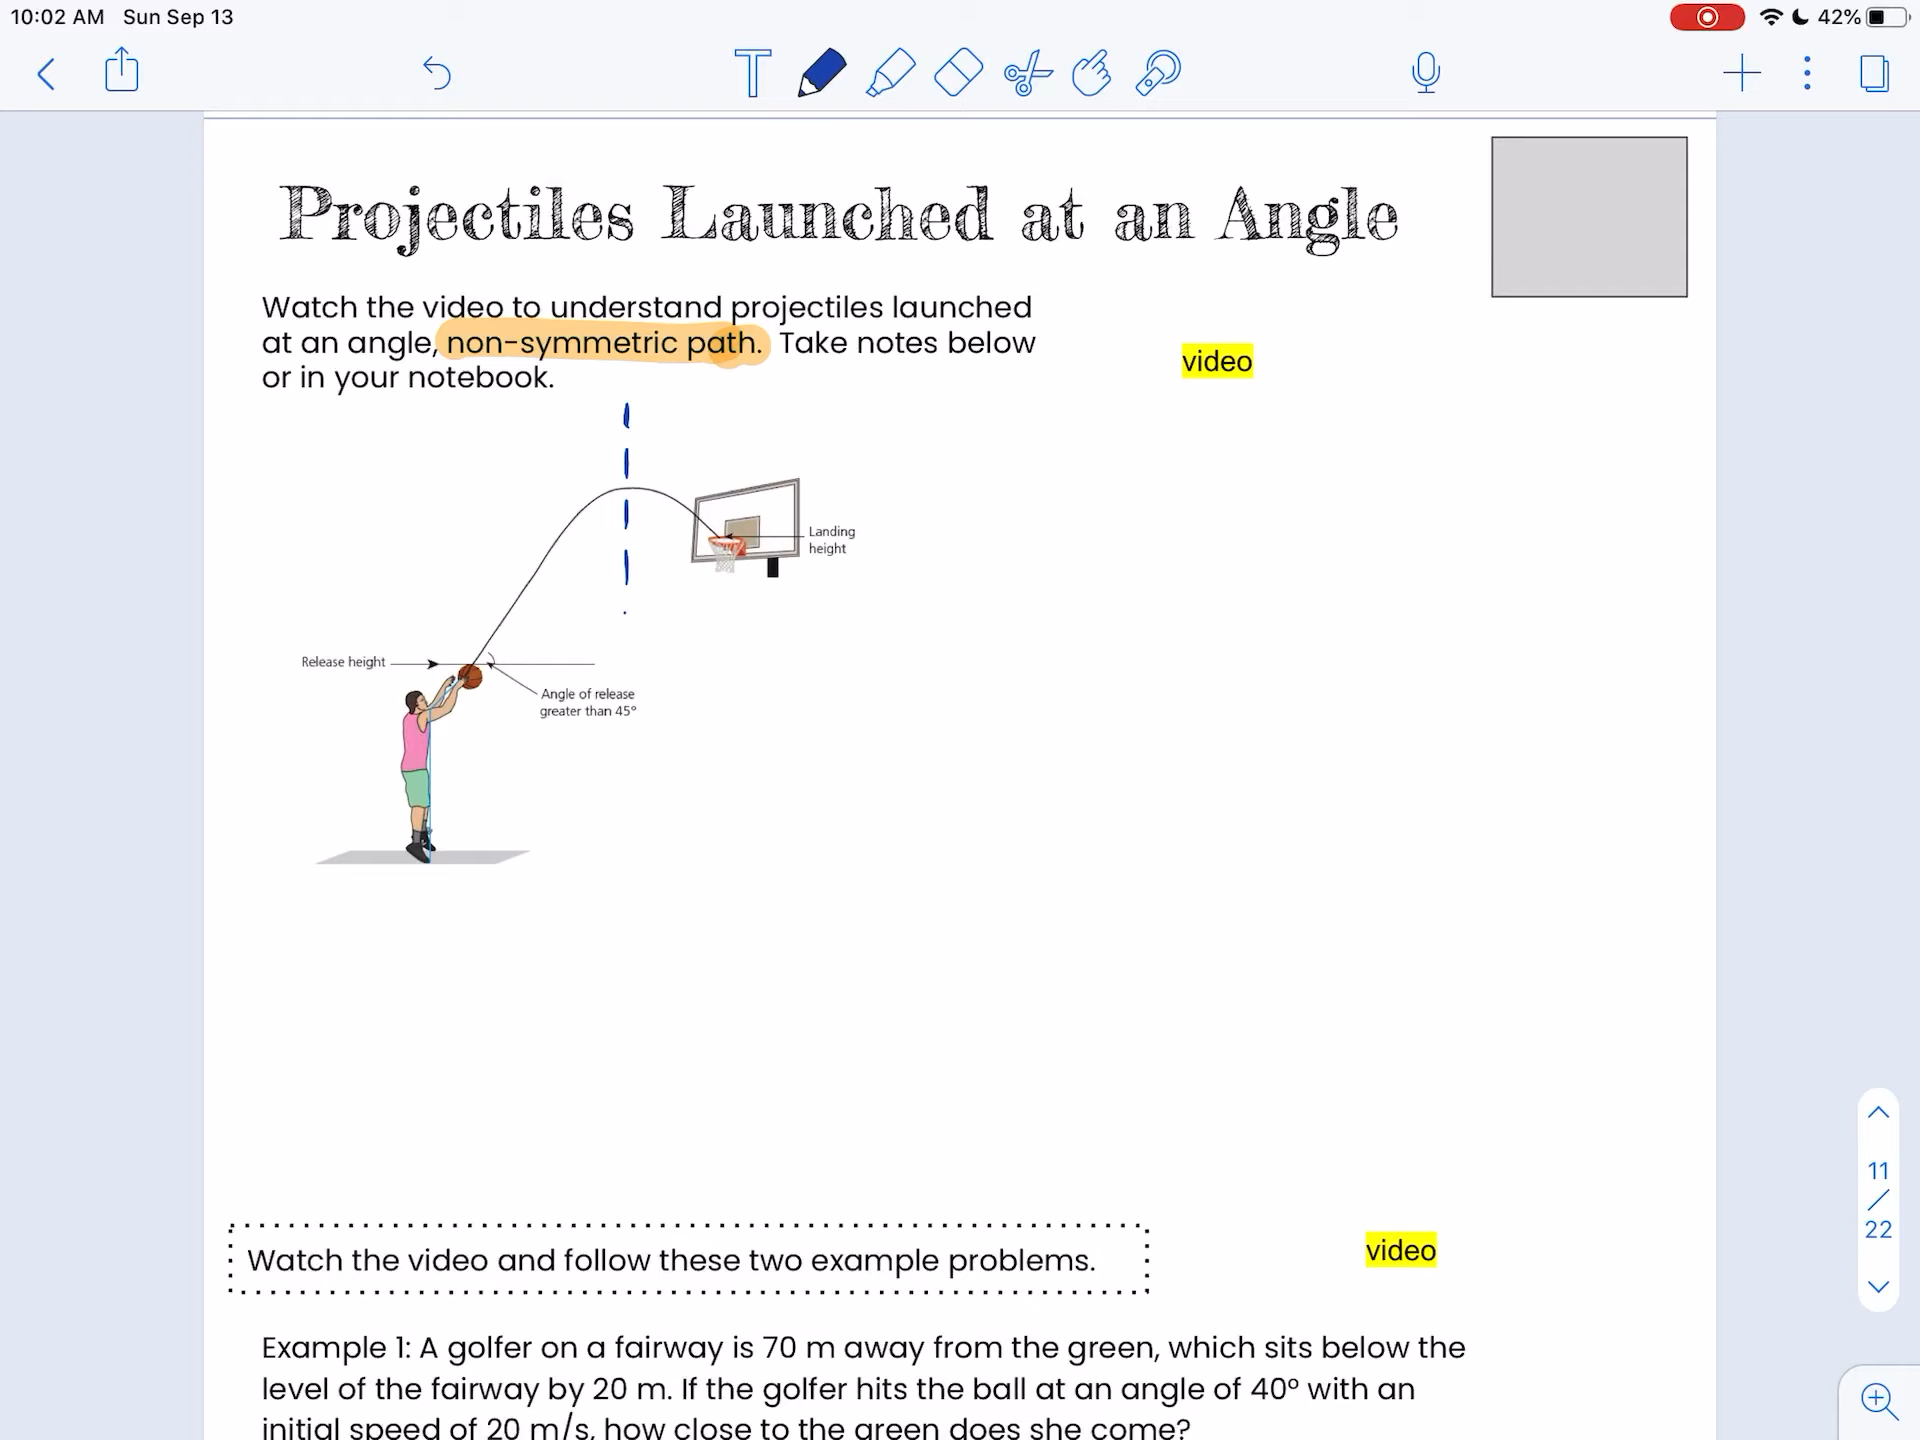 10:02 AM Sun Sep 13
42%
Projectiles Launched at an Angle
Watch the video to understand projectiles launched
at an angle, non-symmetric path. Take notes below
or in your notebook.
video
Landing
height
Release height
Angle of release
greater than 45°
11
/
22
Watch the video and follow these two example problems.
video
Example 1: A golfer on a fairway is 70 m away from the green, which sits below the
level of the fairway by 20 m. If the golfer hits the ball at an angle of 40° with an
initial speed of 20 m/s, how close to the green does she come?